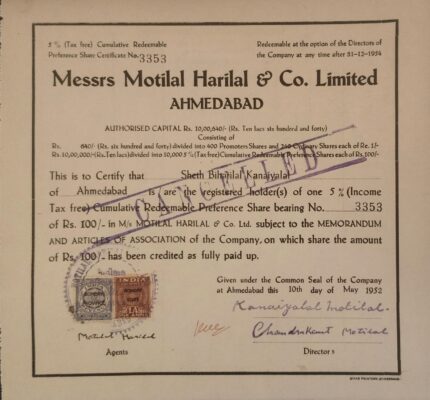 5 % (Tax free) Cumulative Redeemable
Preference Share Certificate No. 3353
Redeemable at the option of the Directors of
the Company at any time after 31-12-1954
Messrs Motilal Harilal & Co. Limited
AHMEDABAD
AUTHORISED CAPITAL Rs. 10,00,640/- (Rs. Ten lacs six hundred and forty)
Consisting of
Rs. 640/- (Rs. six hundred and forty) divided into 400 Promoters Shares and 240 Ordinary Shares each of Re. 1/-
Rs. 10,00,000/- (Rs. Ten lacs) divided into 10,000 5% (Tax free) Cumulative Redeemable Preference Shares each of Rs. 100/-
CANCELLED
This is to Certify that Sheth Biharilal Kanaiyalal
of Ahmedabad is/are the registered holder(s) of one 5 % (Income
Tax free) Cumulative Redeemable Preference Share bearing No. 3353
of Rs. 100/- in M/s MOTILAL HARILAL & Co. Ltd. subject to the MEMORANDUM
AND ARTICLES OF ASSOCIATION of the Company, on which share the amount
of Rs. 100/- has been credited as fully paid up.
Given under the Common Seal of the Company
at Ahmedabad this 10th day of May 1952
INDIA
Kanaiyalal Motilal.
Motilal Harilal
Chandrakant Motilal
Agents
Directors